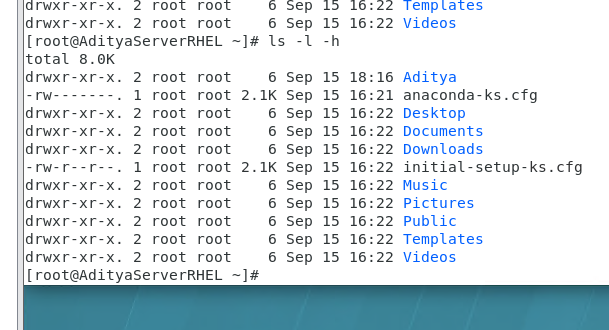 drwxr-xr-x. 2 root root    6 Sep 15 16:22 Templates
drwxr-xr-x. 2 root root    6 Sep 15 16:22 Videos
[root@AdityaServerRHEL ~]# ls -l -h
total 8.0K
drwxr-xr-x. 2 root root    6 Sep 15 18:16 Aditya
-rw-------. 1 root root 2.1K Sep 15 16:21 anaconda-ks.cfg
drwxr-xr-x. 2 root root    6 Sep 15 16:22 Desktop
drwxr-xr-x. 2 root root    6 Sep 15 16:22 Documents
drwxr-xr-x. 2 root root    6 Sep 15 16:22 Downloads
-rw-r--r--. 1 root root 2.1K Sep 15 16:22 initial-setup-ks.cfg
drwxr-xr-x. 2 root root    6 Sep 15 16:22 Music
drwxr-xr-x. 2 root root    6 Sep 15 16:22 Pictures
drwxr-xr-x. 2 root root    6 Sep 15 16:22 Public
drwxr-xr-x. 2 root root    6 Sep 15 16:22 Templates
drwxr-xr-x. 2 root root    6 Sep 15 16:22 Videos
[root@AdityaServerRHEL ~]#